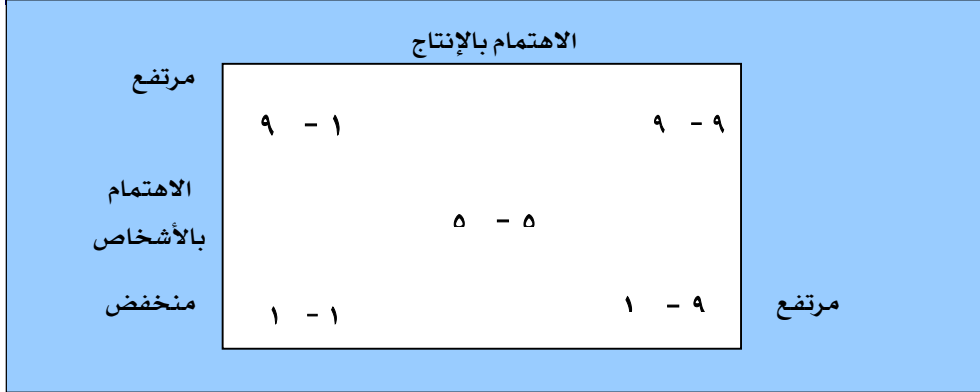 الاهتمام بالإنتاج
مرتفع
٩ - ٩
١ - ٩
الاهتمام
بالأشخاص
٥ - ٥
مرتفع
٩ - ١
١ - ١
منخفض